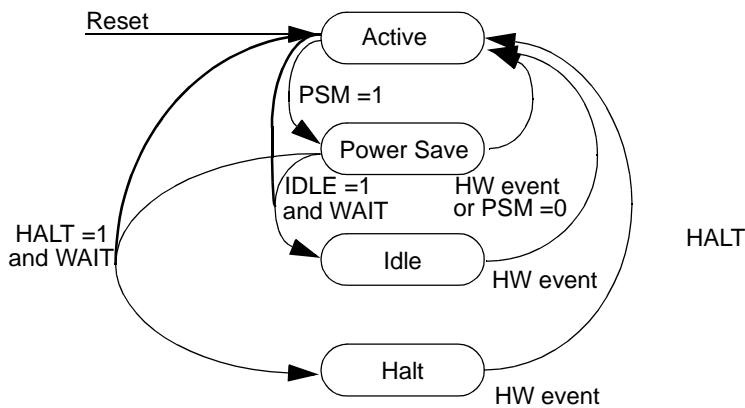 Reset
Active
PSM =1
Power Save
IDLE =1
and WAIT
HW event
or PSM =0
HALT =1
and WAIT
HALT
Idle
HW event
Halt
HW event